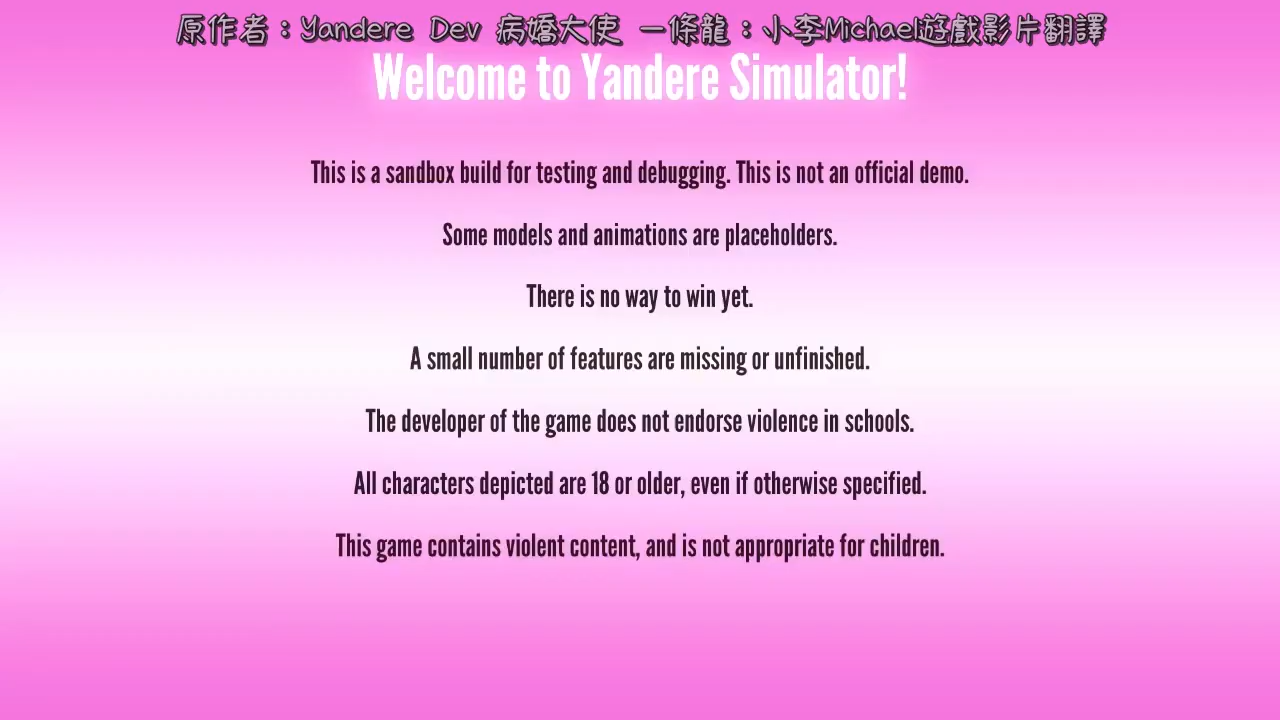 原作者：Yandere Dev 病嬌大使 一條龍：小李Michael遊戲影片翻譯
Welcome to Yandere Simulator!
This is a sandbox build for testing and debugging. This is not an official demo.
Some models and animations are placeholders.
There is no way to win yet.
A small number of features are missing or unfinished.
The developer of the game does not endorse violence in schools.
All characters depicted are 18 or older, even if otherwise specified.
This game contains violent content, and is not appropriate for children.